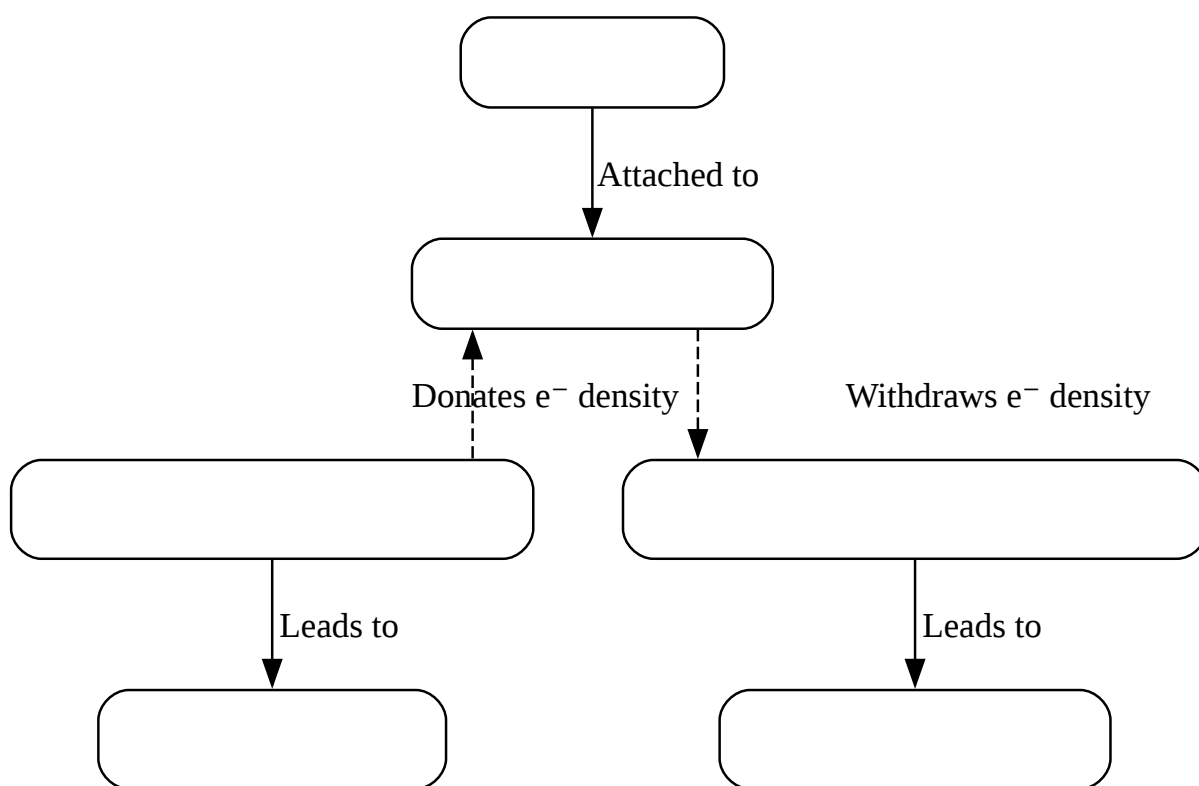 Attached to
Donates e⁻ density
Withdraws e⁻ density
Leads to
Leads to